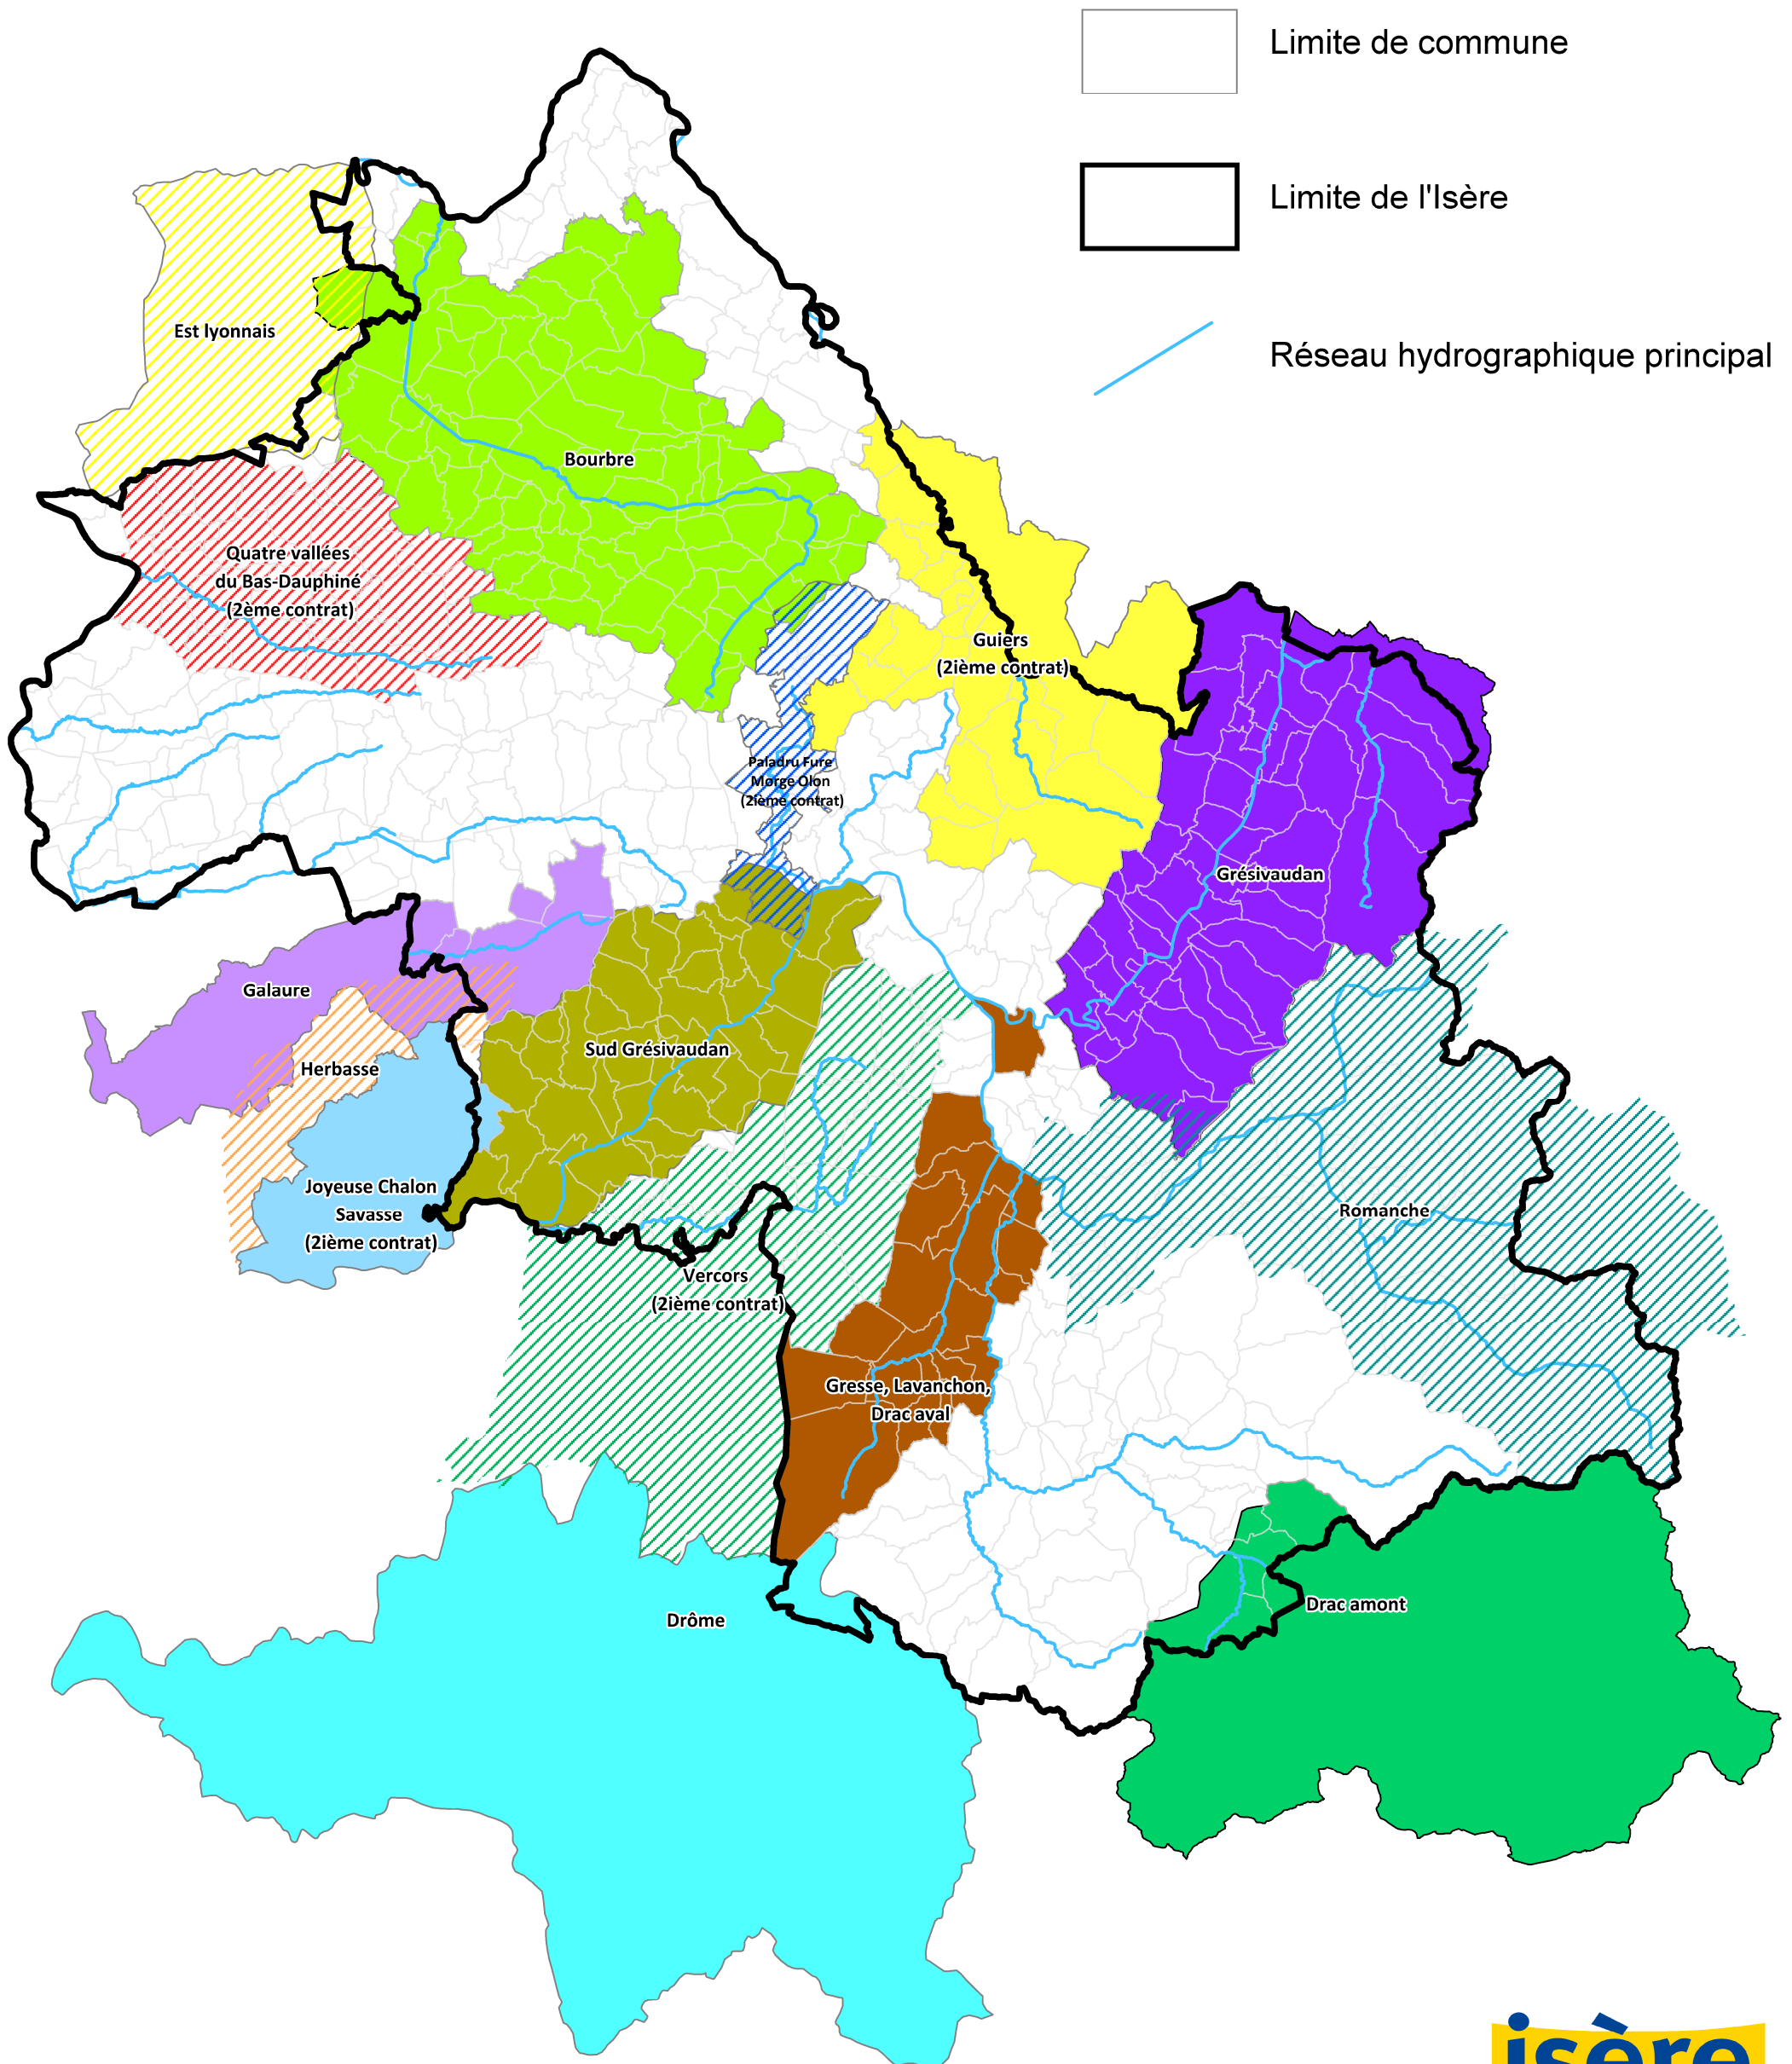 Limite de commune
Limite de l'Isère
Réseau hydrographique principal
Est lyonnais
Bourbre
Quatre vallées
du Bas-Dauphiné
(2ème contrat)
Guiers
(2ième contrat)
Paladru Fure
Morge Olon
(2ième contrat)
Grésivaudan
Galaure
Sud Grésivaudan
Herbasse
Joyeuse Chalon
Savasse
(2ième contrat)
Romanche
Vercors
(2ième contrat)
Gresse, Lavanchon,
Drac aval
Drac amont
Drôme
isère